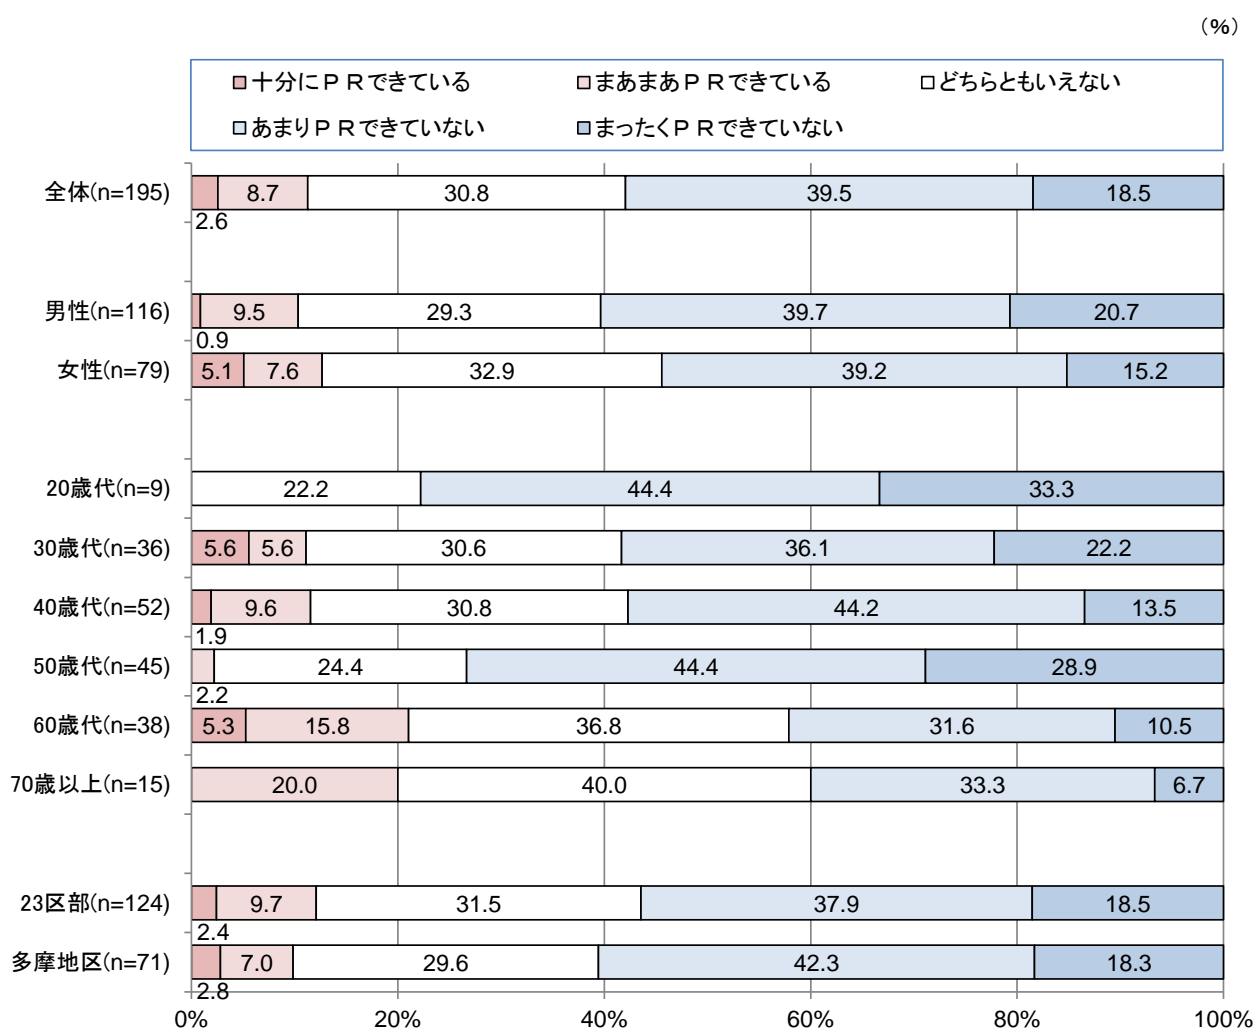 （%）
十分にＰＲできている まあまあＰＲできている どちらともいえない
あまりＰＲできていない まったくＰＲできていない
全体(n=195) 8.7 30.8 39.5 18.5
2.6
男性(n=116) 9.5 29.3 39.7 20.7
0.9
女性(n=79) 5.1 7.6 32.9 39.2 15.2
20歳代(n=9) 22.2 44.4 33.3
30歳代(n=36) 5.6 5.6 30.6 36.1 22.2
40歳代(n=52) 9.6 30.8 44.2 13.5
1.9
50歳代(n=45) 24.4 44.4 28.9
2.2
60歳代(n=38) 5.3 15.8 36.8 31.6 10.5
70歳以上(n=15) 20.0 40.0 33.3 6.7
23区部(n=124) 9.7 31.5 37.9 18.5
2.4
多摩地区(n=71) 7.0 29.6 42.3 18.3
2.8
0% 20% 40% 60% 80% 100%